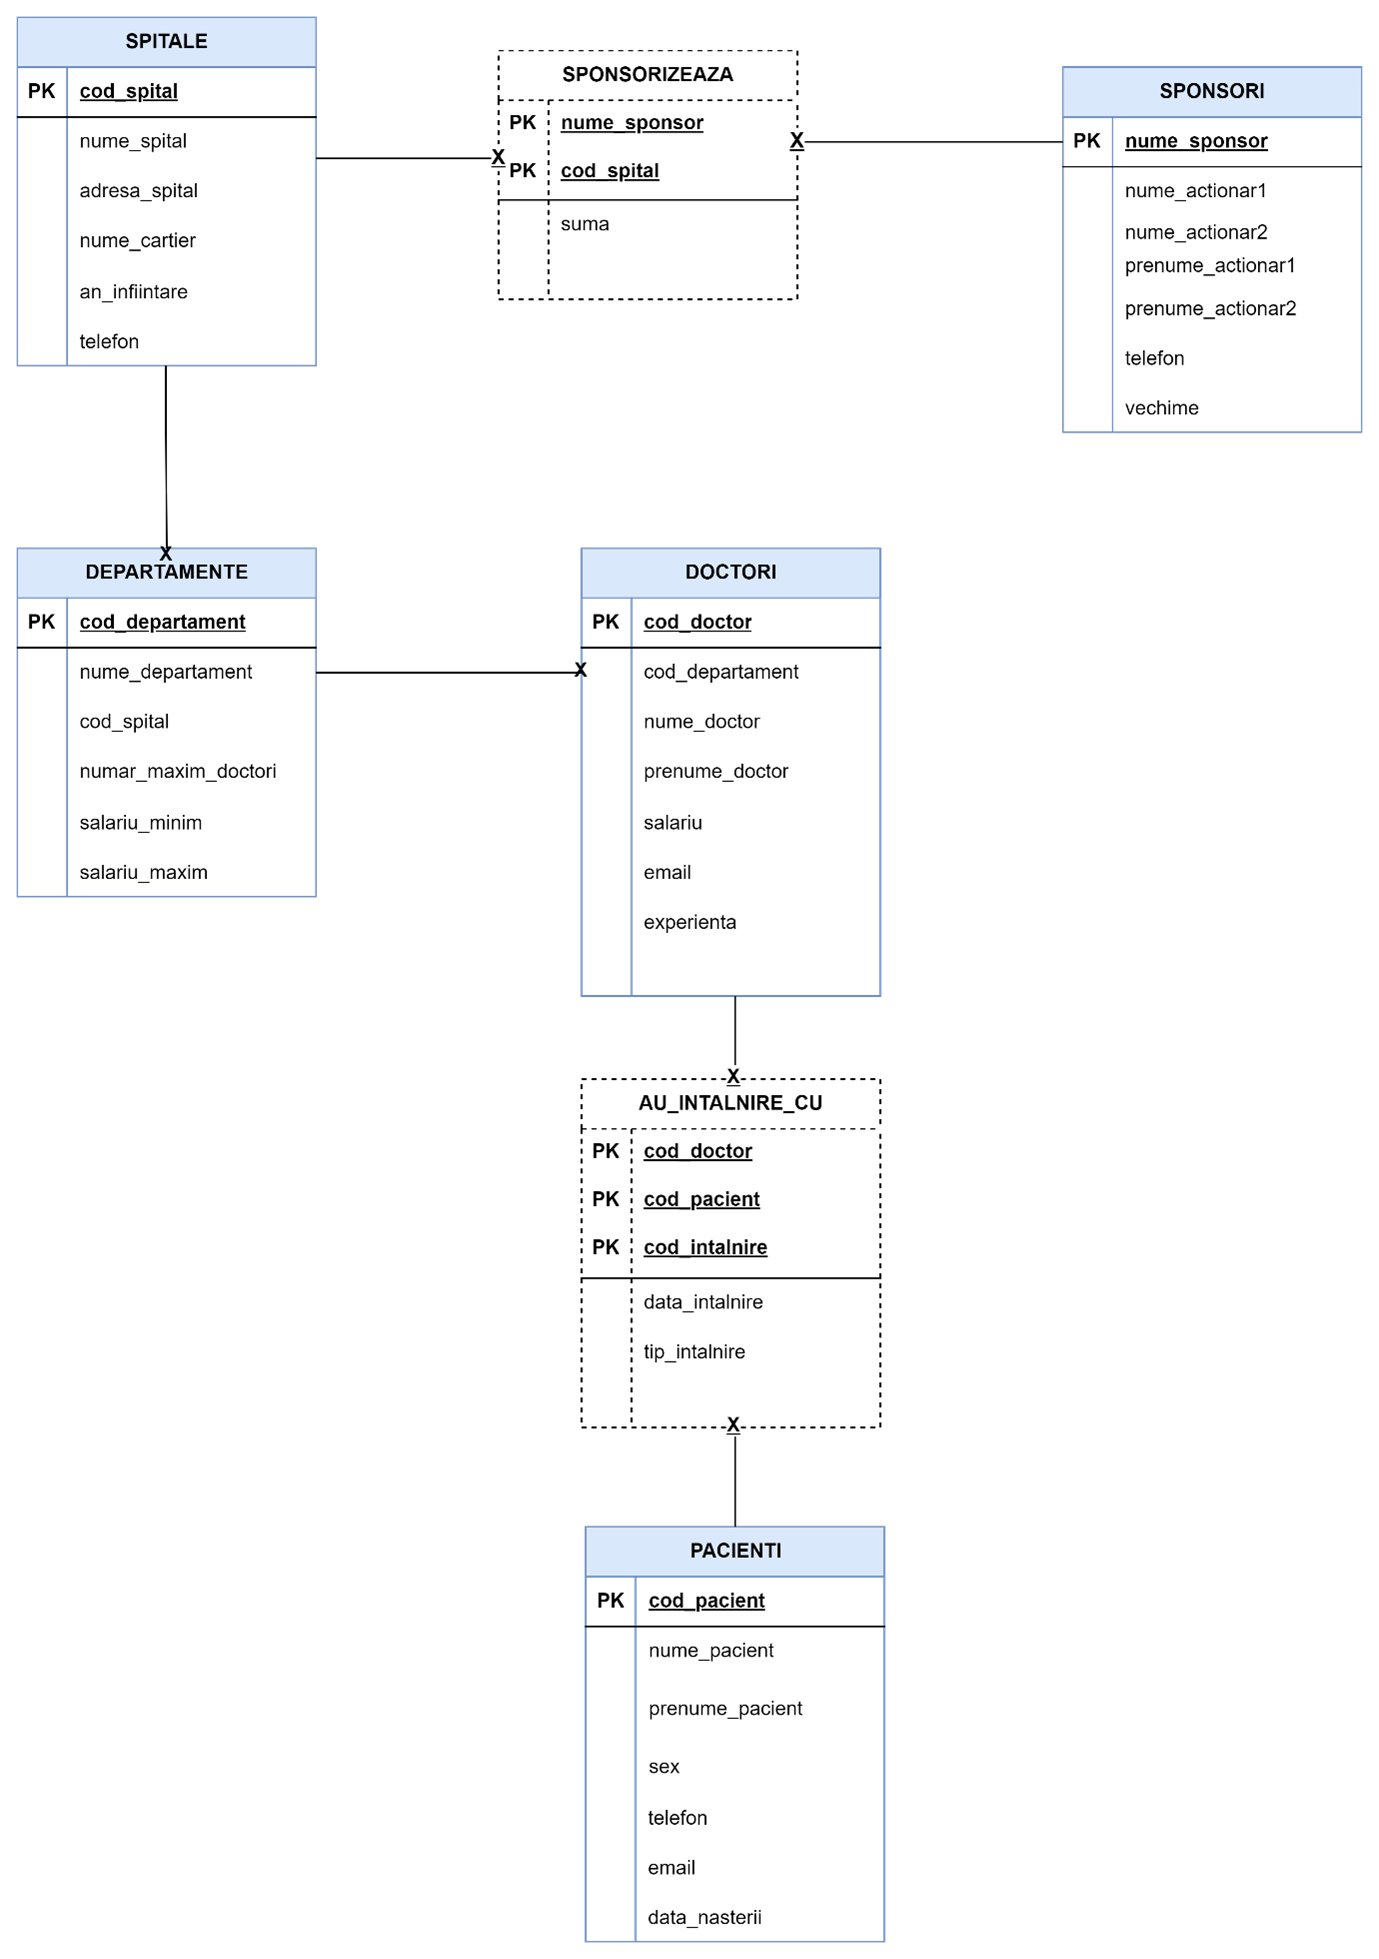 SPITALE
PK cod_spital
nume_spital
adresa_spital
nume_cartier
an_infiintare
telefon
SPONSORIZEAZA
PK nume_sponsor
X
X
PK cod_spital
suma
SPONSORI
PK nume_sponsor
nume_actionar1
nume_actionar2
prenume_actionar1
prenume_actionar2
telefon
vechime
X
DEPARTAMENTE
PK cod_departament
nume_departament
cod_spital
numar_maxim_doctori
salariu_minim
salariu_maxim
DOCTORI
PK cod_doctor
X
cod_departament
nume_doctor
prenume_doctor
salariu
email
experienta
X
AU_INTALNIRE_CU
PK cod_doctor
PK cod_pacient
PK cod_intalnire
data_intalnire
tip_intalnire
X
PACIENTI
PK cod_pacient
nume_pacient
prenume_pacient
sex
telefon
email
data_nasterii